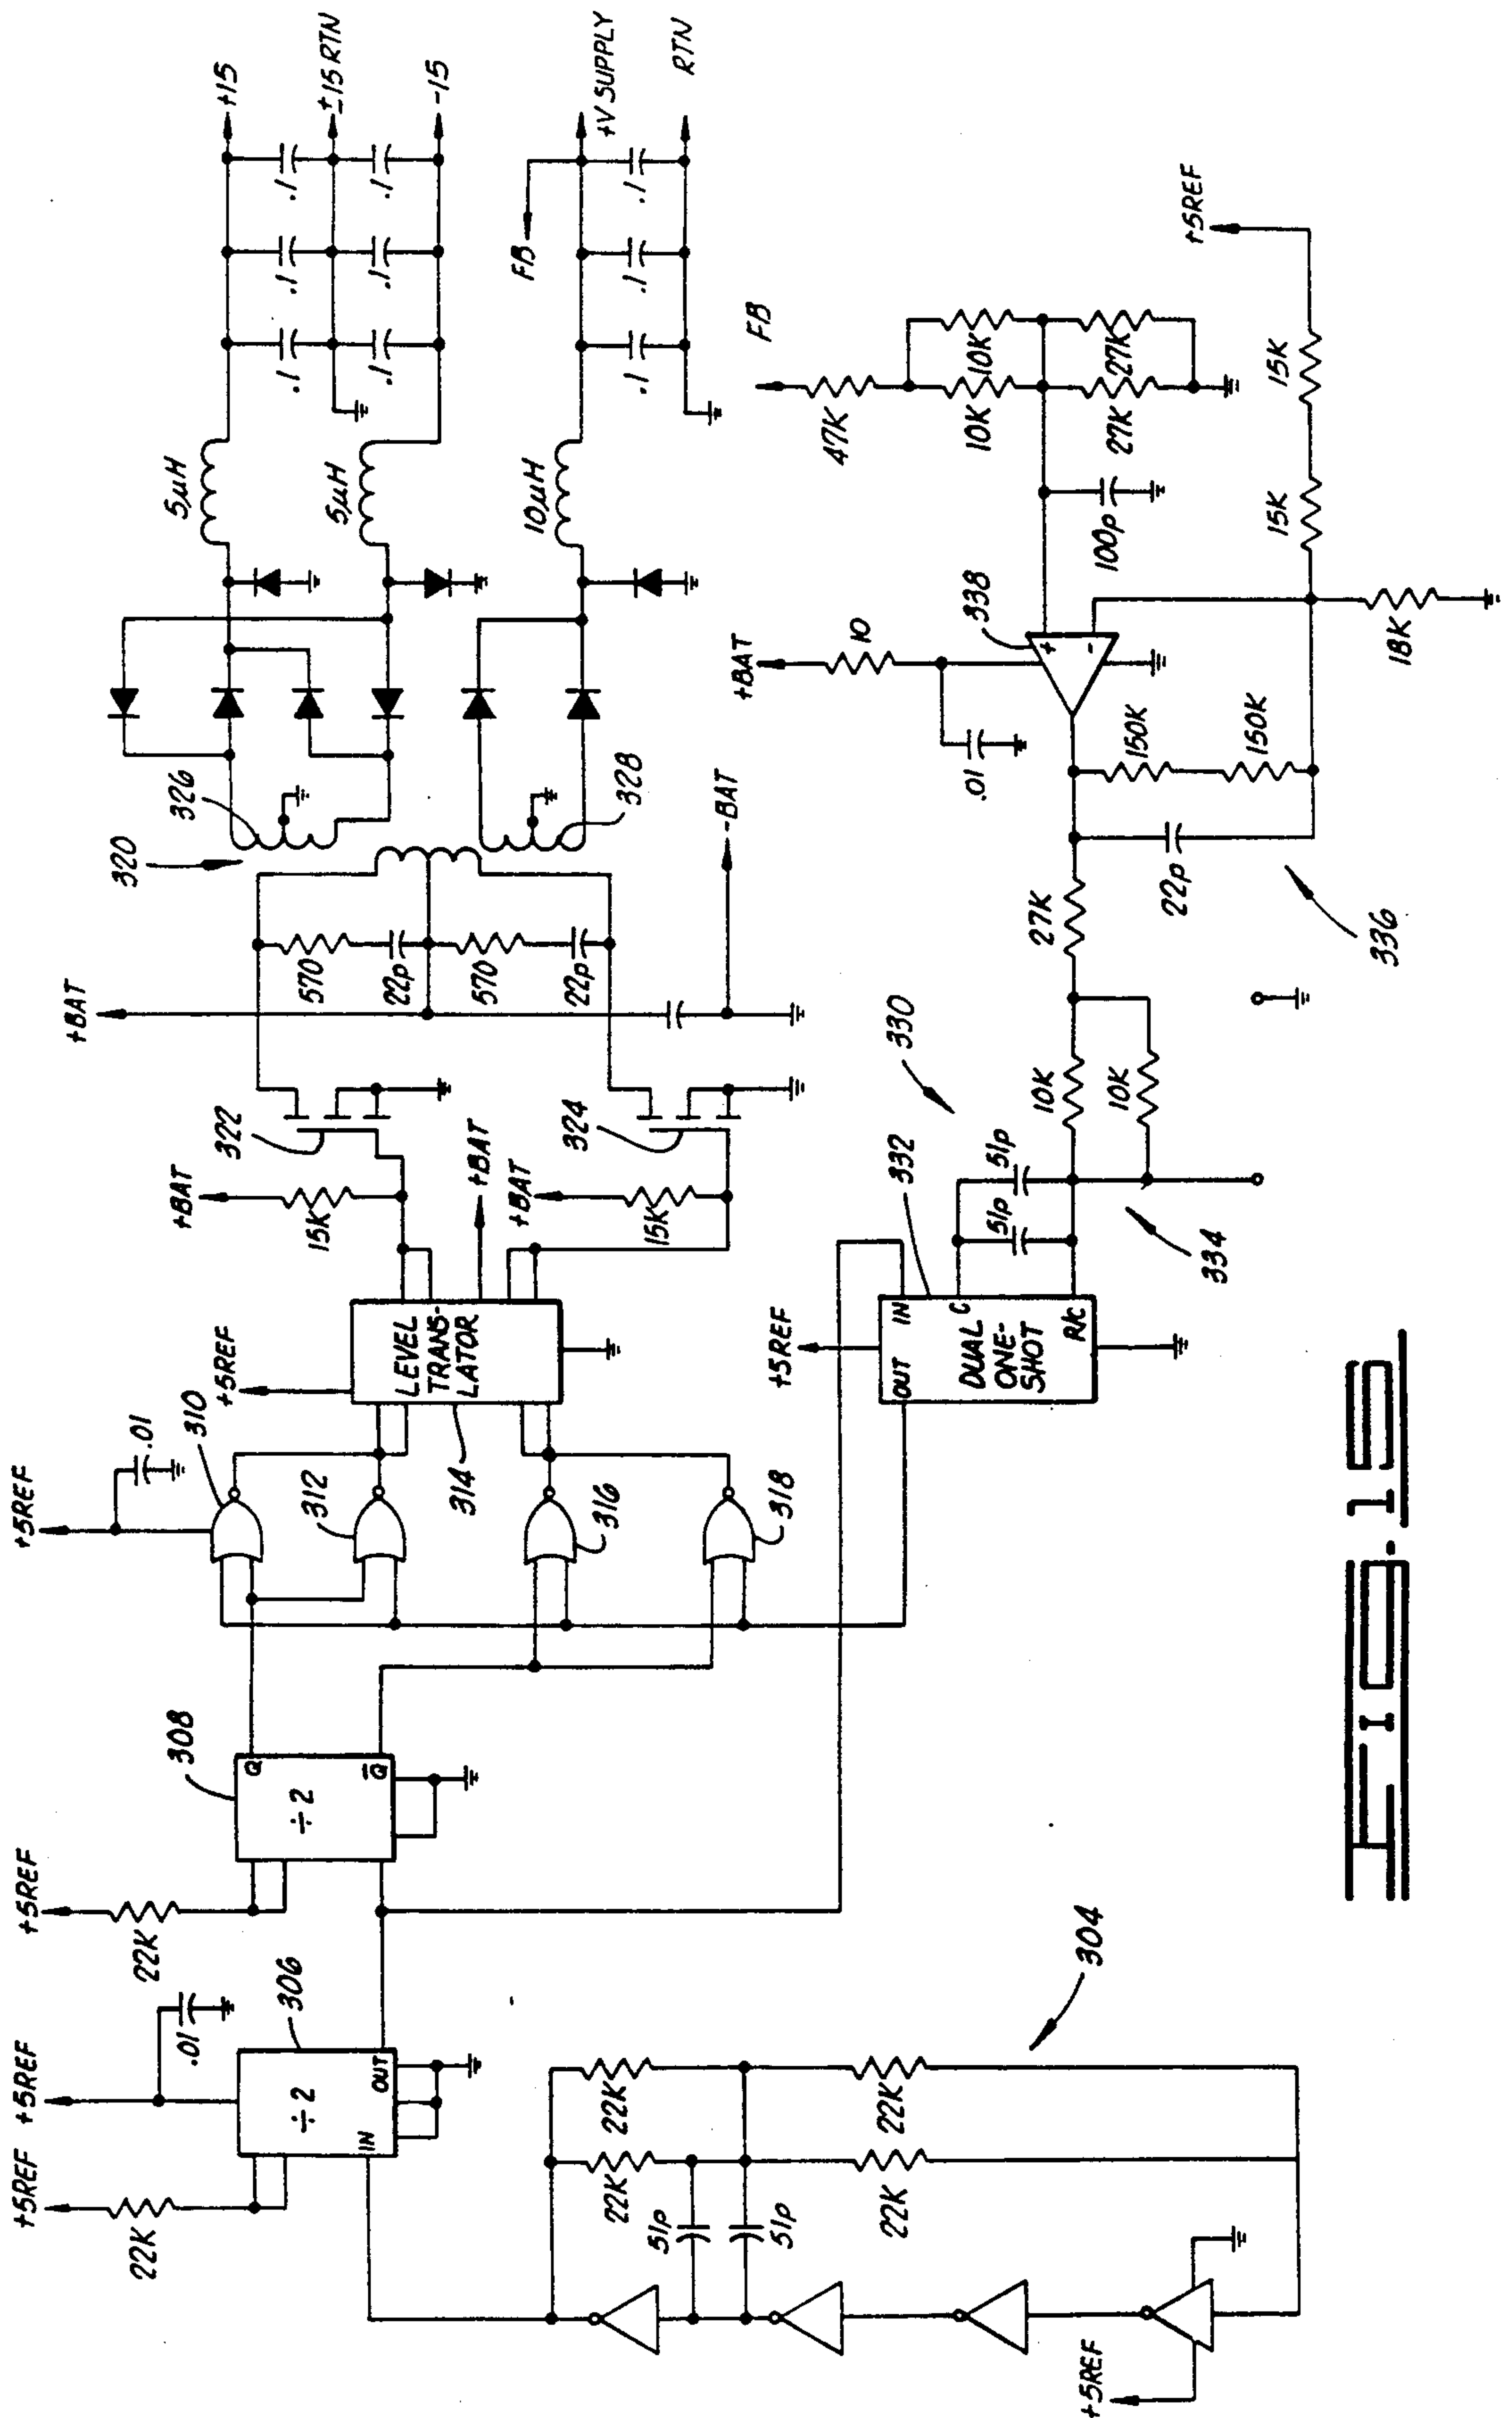 +15
±15 RTN
-15
+V SUPPLY
RTN
FB
.1
.1
.1
.1
.1
.1
.1
.1
.1
5μH
5μH
10μH
326
320
328
-BAT
+BAT
570
22p
570
22p
322
324
+BAT
15K
+BAT
+BAT
15K
+5REF
LEVEL
TRANS-
LATOR
314
+5REF
.01
310
312
316
318
308
Q
Q̅
÷2
+5REF
22K
+5REF
.01
306
÷2
IN
OUT
+5REF
22K
22K
22K
22K
22K
51p
51p
304
+5REF
+5REF
332
OUT
IN
DUAL
ONE-
SHOT
C
R/C
330
51p
51p
334
10K
10K
27K
22p
336
150K
150K
+BAT
10
.01
338
+
-
100p
FB
47K
10K
10K
27K
27K
+5REF
15K
15K
18K
FIG. 15